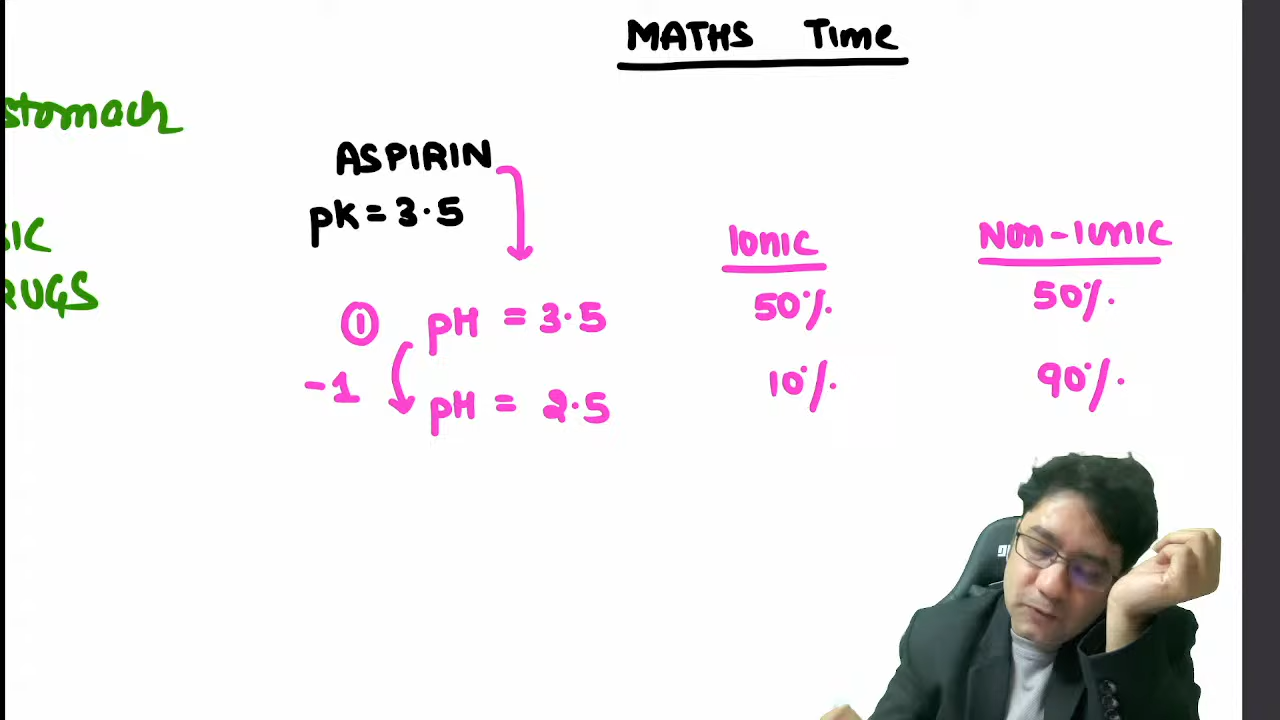 MATHS Time
stomach
ASPIRIN
pK = 3.5
Ionic Non-Ionic
① pH = 3.5 50% 50%
-1 pH = 2.5 10% 90%